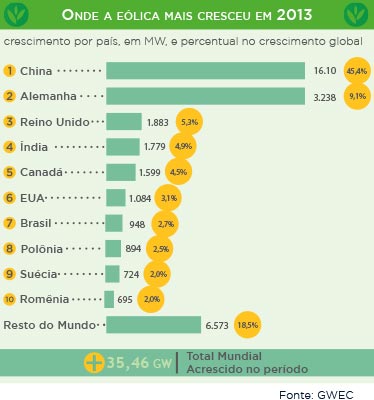 Onde a eólica mais cresceu em 2013
crescimento por país, em MW, e percentual no crescimento global
1 China 16.10 45,4%
2 Alemanha 3.238 9,1%
3 Reino Unido 1.883 5,3%
4 Índia 1.779 4,9%
5 Canadá 1.599 4,5%
6 EUA 1.084 3,1%
7 Brasil 948 2,7%
8 Polônia 894 2,5%
9 Suécia 724 2,0%
10 Romênia 695 2,0%
Resto do Mundo 6.573 18,5%
+ 35,46 GW Total Mundial
Acrescido no período
Fonte: GWEC